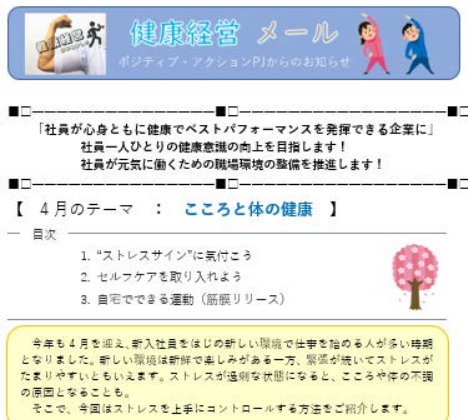 健康経営
健康経営 メール
ポジティブ・アクションPJからのお知らせ
■□――――――――――――――――■□――――――――――――――――――■□
「社員が心身ともに健康でベストパフォーマンスを発揮できる企業に」
社員一人ひとりの健康意識の向上を目指します！
社員が元気に働くための職場環境の整備を推進します！
■□――――――――――――――――■□――――――――――――――――――■□
【 4月のテーマ ： こころと体の健康 】
目次
1. “ストレスサイン”に気付こう
2. セルフケアを取り入れよう
3. 自宅でできる運動（筋膜リリース）
今年も4月を迎え、新入社員をはじめ新しい環境で仕事を始める人が多い時期
となりました。新しい環境は新鮮で楽しみがある一方、緊張が続いてストレスが
たまりやすいともいえます。ストレスが過剰な状態になると、こころや体の不調
の原因となることも。
そこで、今回はストレスを上手にコントロールする方法をご紹介します。